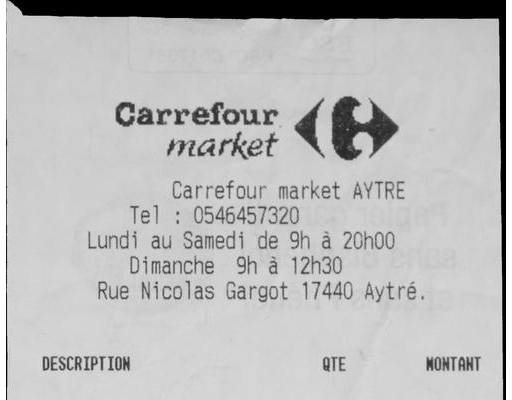 Carrefour
market
Carrefour market AYTRE
Tel : 0546457320
Lundi au Samedi de 9h à 20h00
Dimanche 9h à 12h30
Rue Nicolas Gargot 17440 Aytré.
DESCRIPTION QTE MONTANT